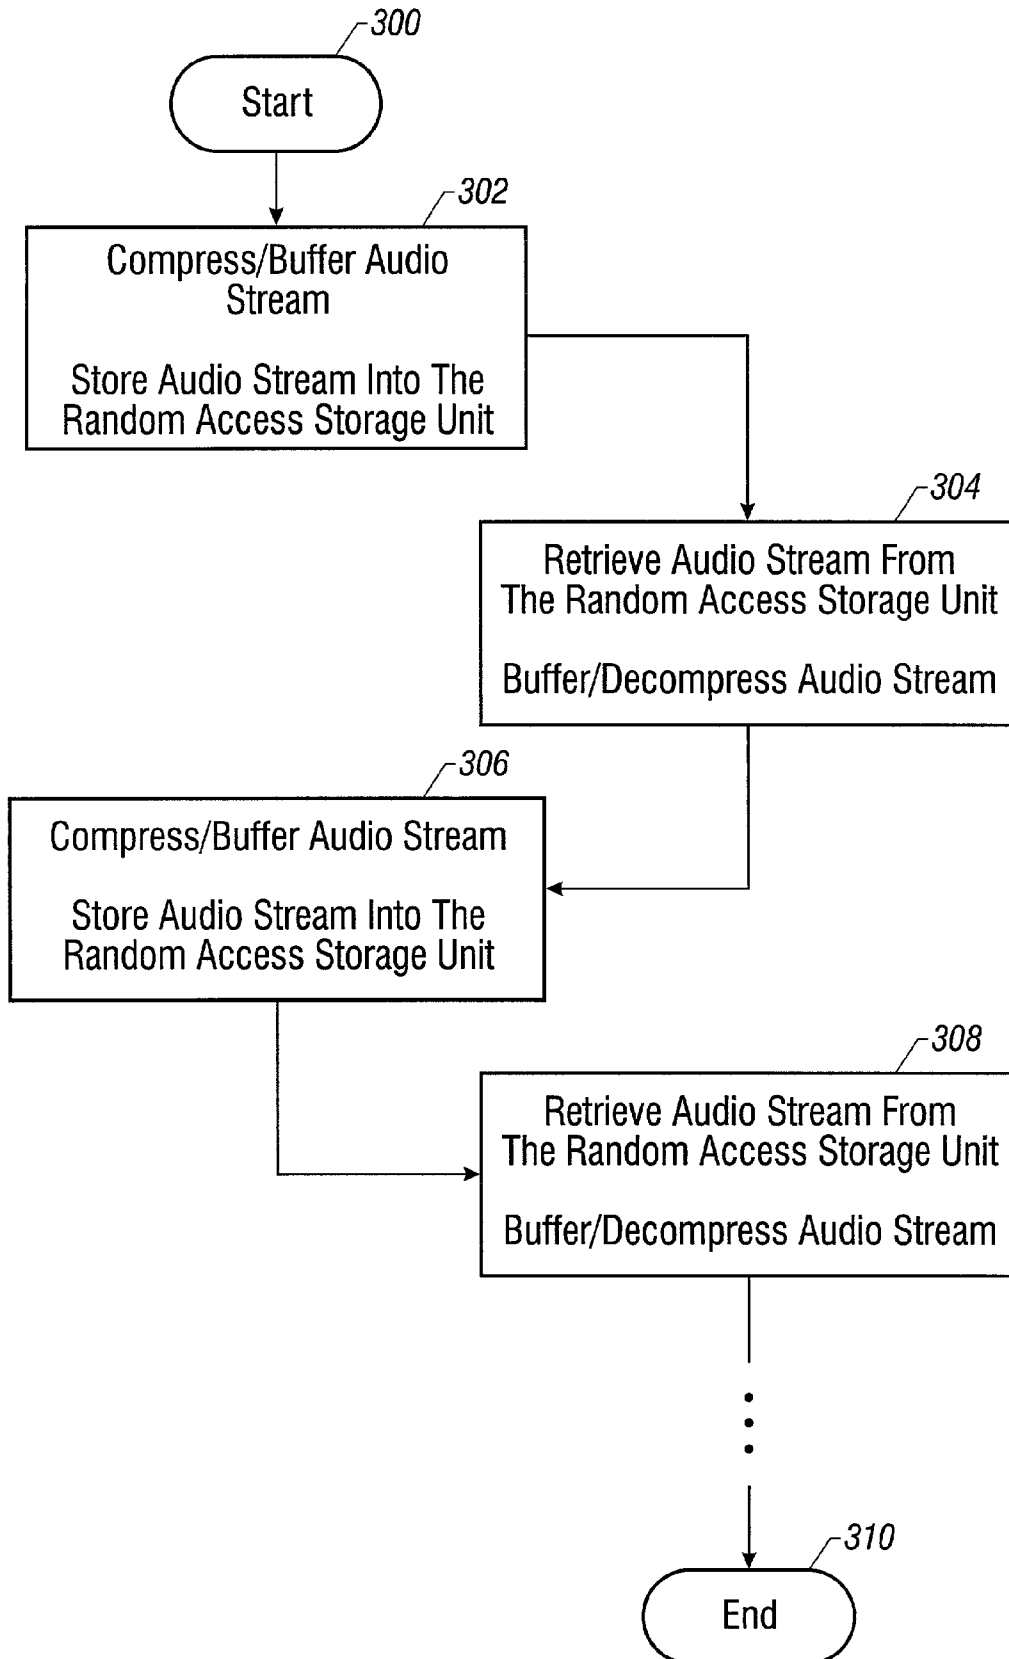 300
Start
302
Compress/Buffer Audio
Stream
Store Audio Stream Into The
Random Access Storage Unit
304
Retrieve Audio Stream From
The Random Access Storage Unit
Buffer/Decompress Audio Stream
306
Compress/Buffer Audio Stream
Store Audio Stream Into The
Random Access Storage Unit
308
Retrieve Audio Stream From
The Random Access Storage Unit
Buffer/Decompress Audio Stream
310
End